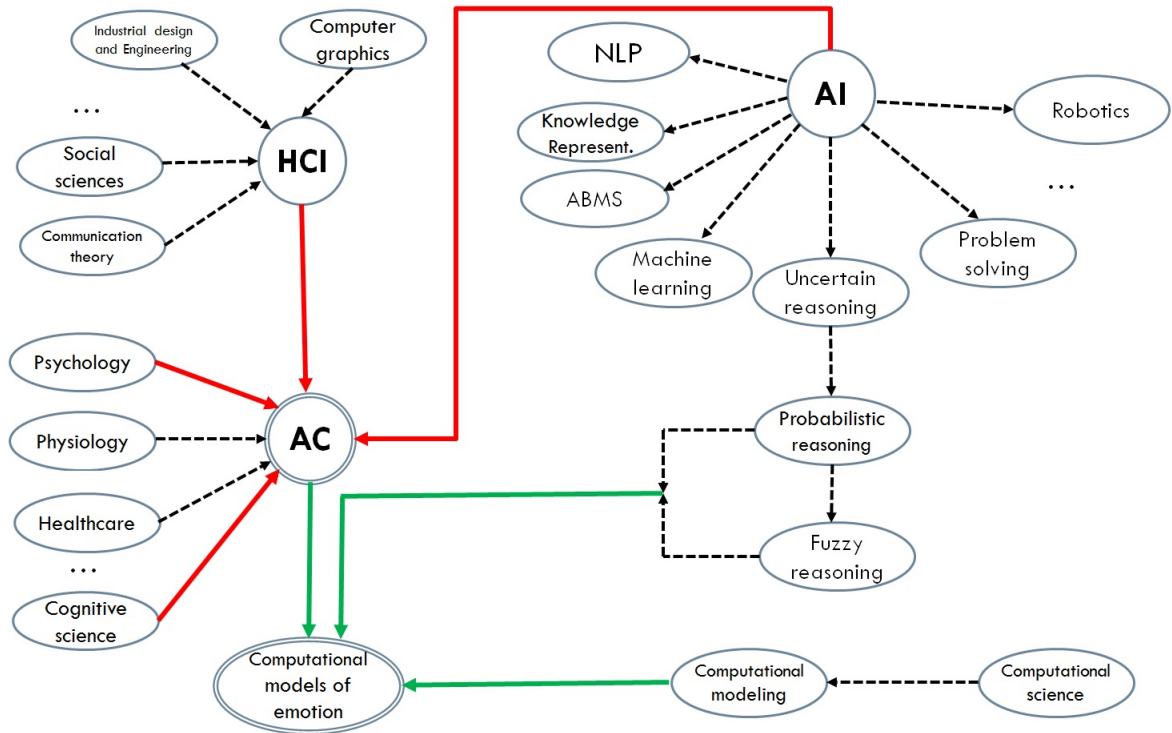 Industrial design
and Engineering
Computer
graphics
...
Social
sciences
HCI
Communication
theory
NLP
AI
Knowledge
Represent.
Robotics
ABMS
...
Machine
learning
Uncertain
reasoning
Problem
solving
Psychology
Physiology
AC
Healthcare
...
Cognitive
science
Probabilistic
reasoning
Fuzzy
reasoning
Computational
models of
emotion
Computational
modeling
Computational
science